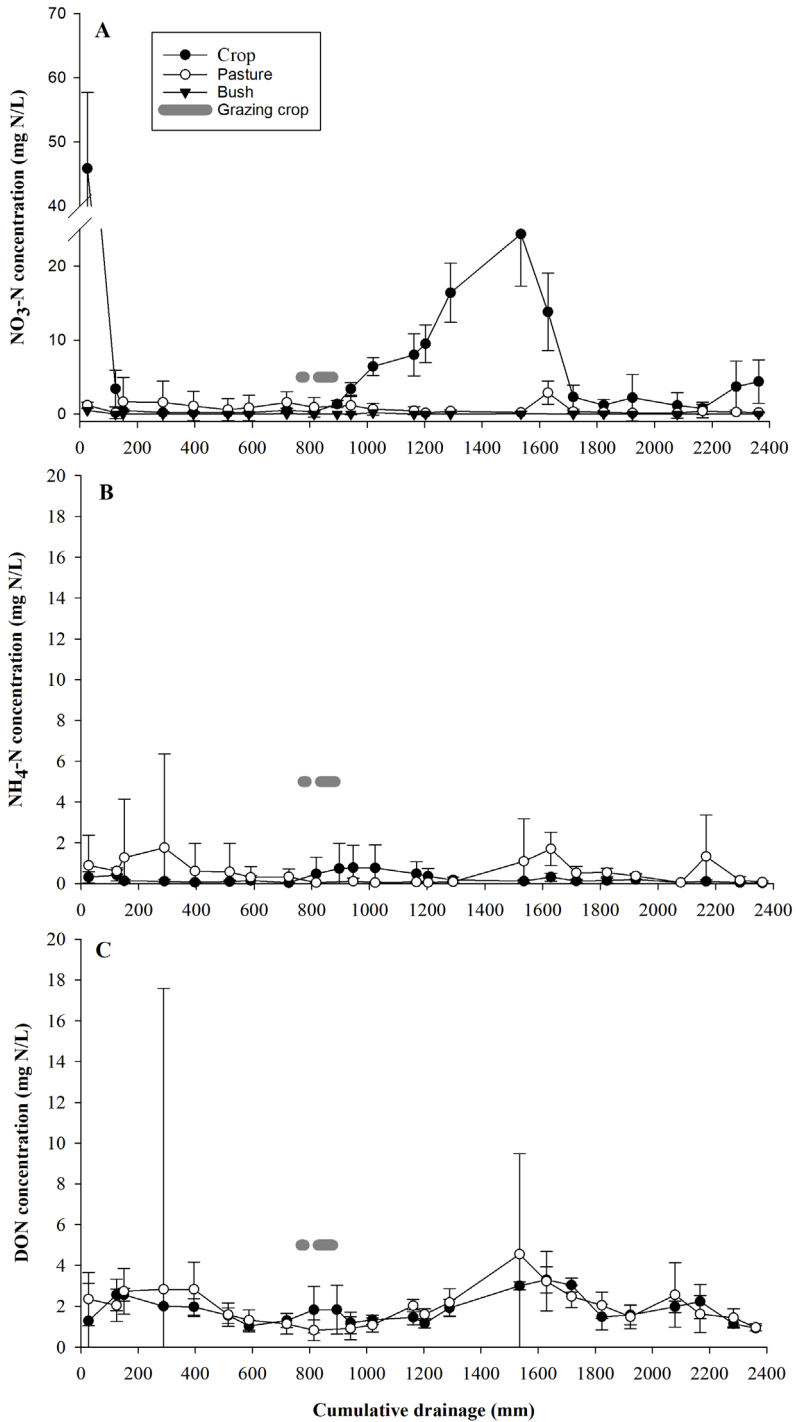 A
Crop
Pasture
Bush
Grazing crop
NO3-N concentration (mg N/L)
70
60
50
40
20
10
0
0 200 400 600 800 1000 1200 1400 1600 1800 2000 2200 2400
B
NH4-N concentration (mg N/L)
20
18
16
14
12
10
8
6
4
2
0
0 200 400 600 800 1000 1200 1400 1600 1800 2000 2200 2400
C
DON concentration (mg N/L)
20
18
16
14
12
10
8
6
4
2
0
0 200 400 600 800 1000 1200 1400 1600 1800 2000 2200 2400
Cumulative drainage (mm)